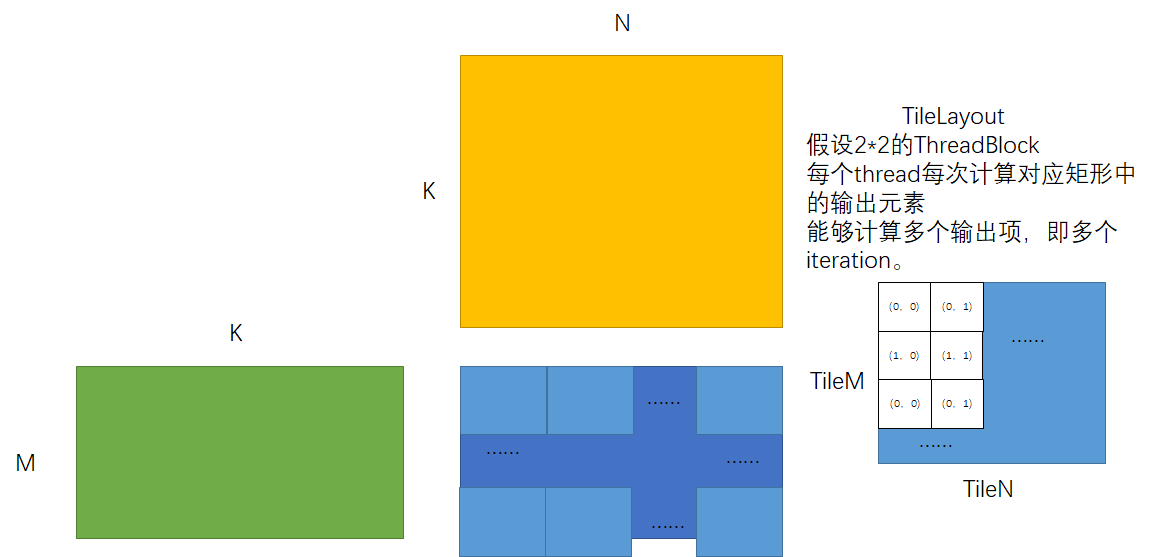 N
K
TileLayout
假设2*2的ThreadBlock
每个thread每次计算对应矩形中
的输出元素
能够计算多个输出项，即多个
iteration。
K
M
……
……
……
……
(0，0) (0，1)
……
(1，0) (1，1)
TileM
(0，0) (0，1)
……
TileN